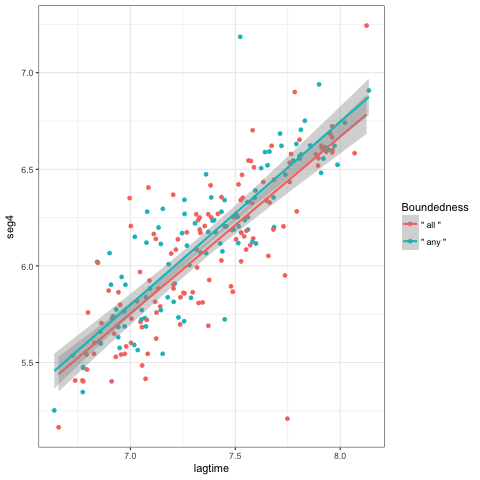 7.0
6.5
6.0
5.5
seg4
7.0 7.5 8.0
lagtime
Boundedness
" all "
" any "